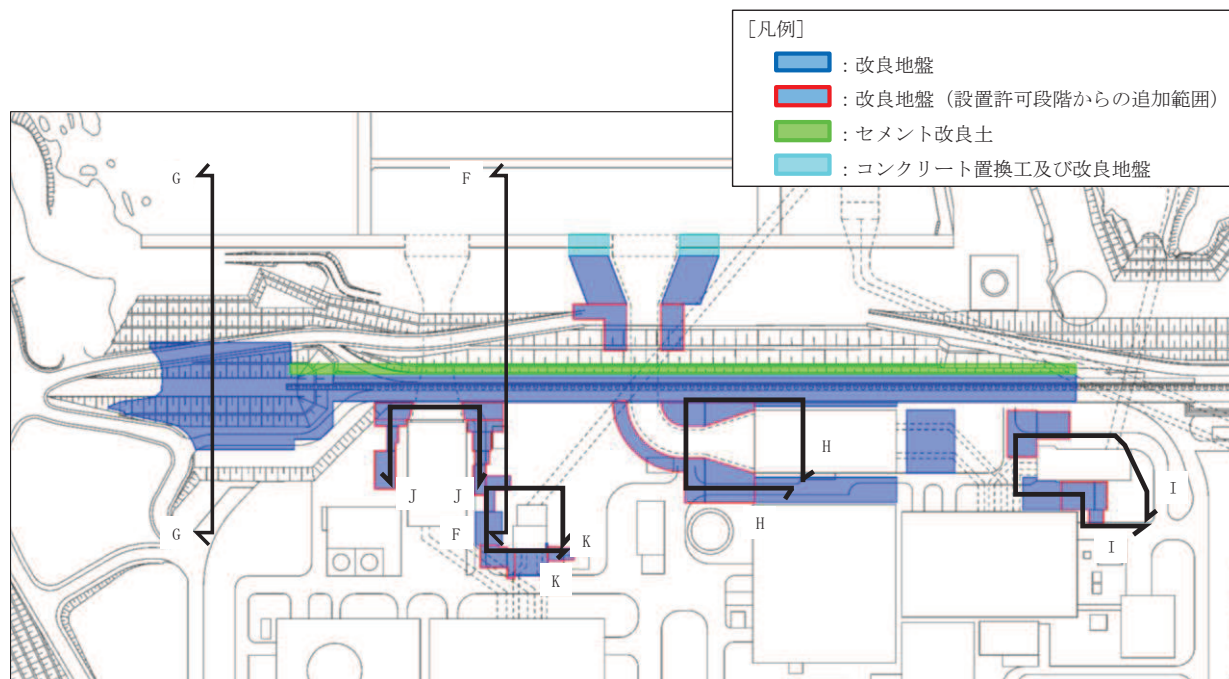 [凡例]
：改良地盤
：改良地盤（設置許可段階からの追加範囲）
：セメント改良土
：コンクリート置換工及び改良地盤
G
F
H
J
J
I
G
F
K
H
I
K